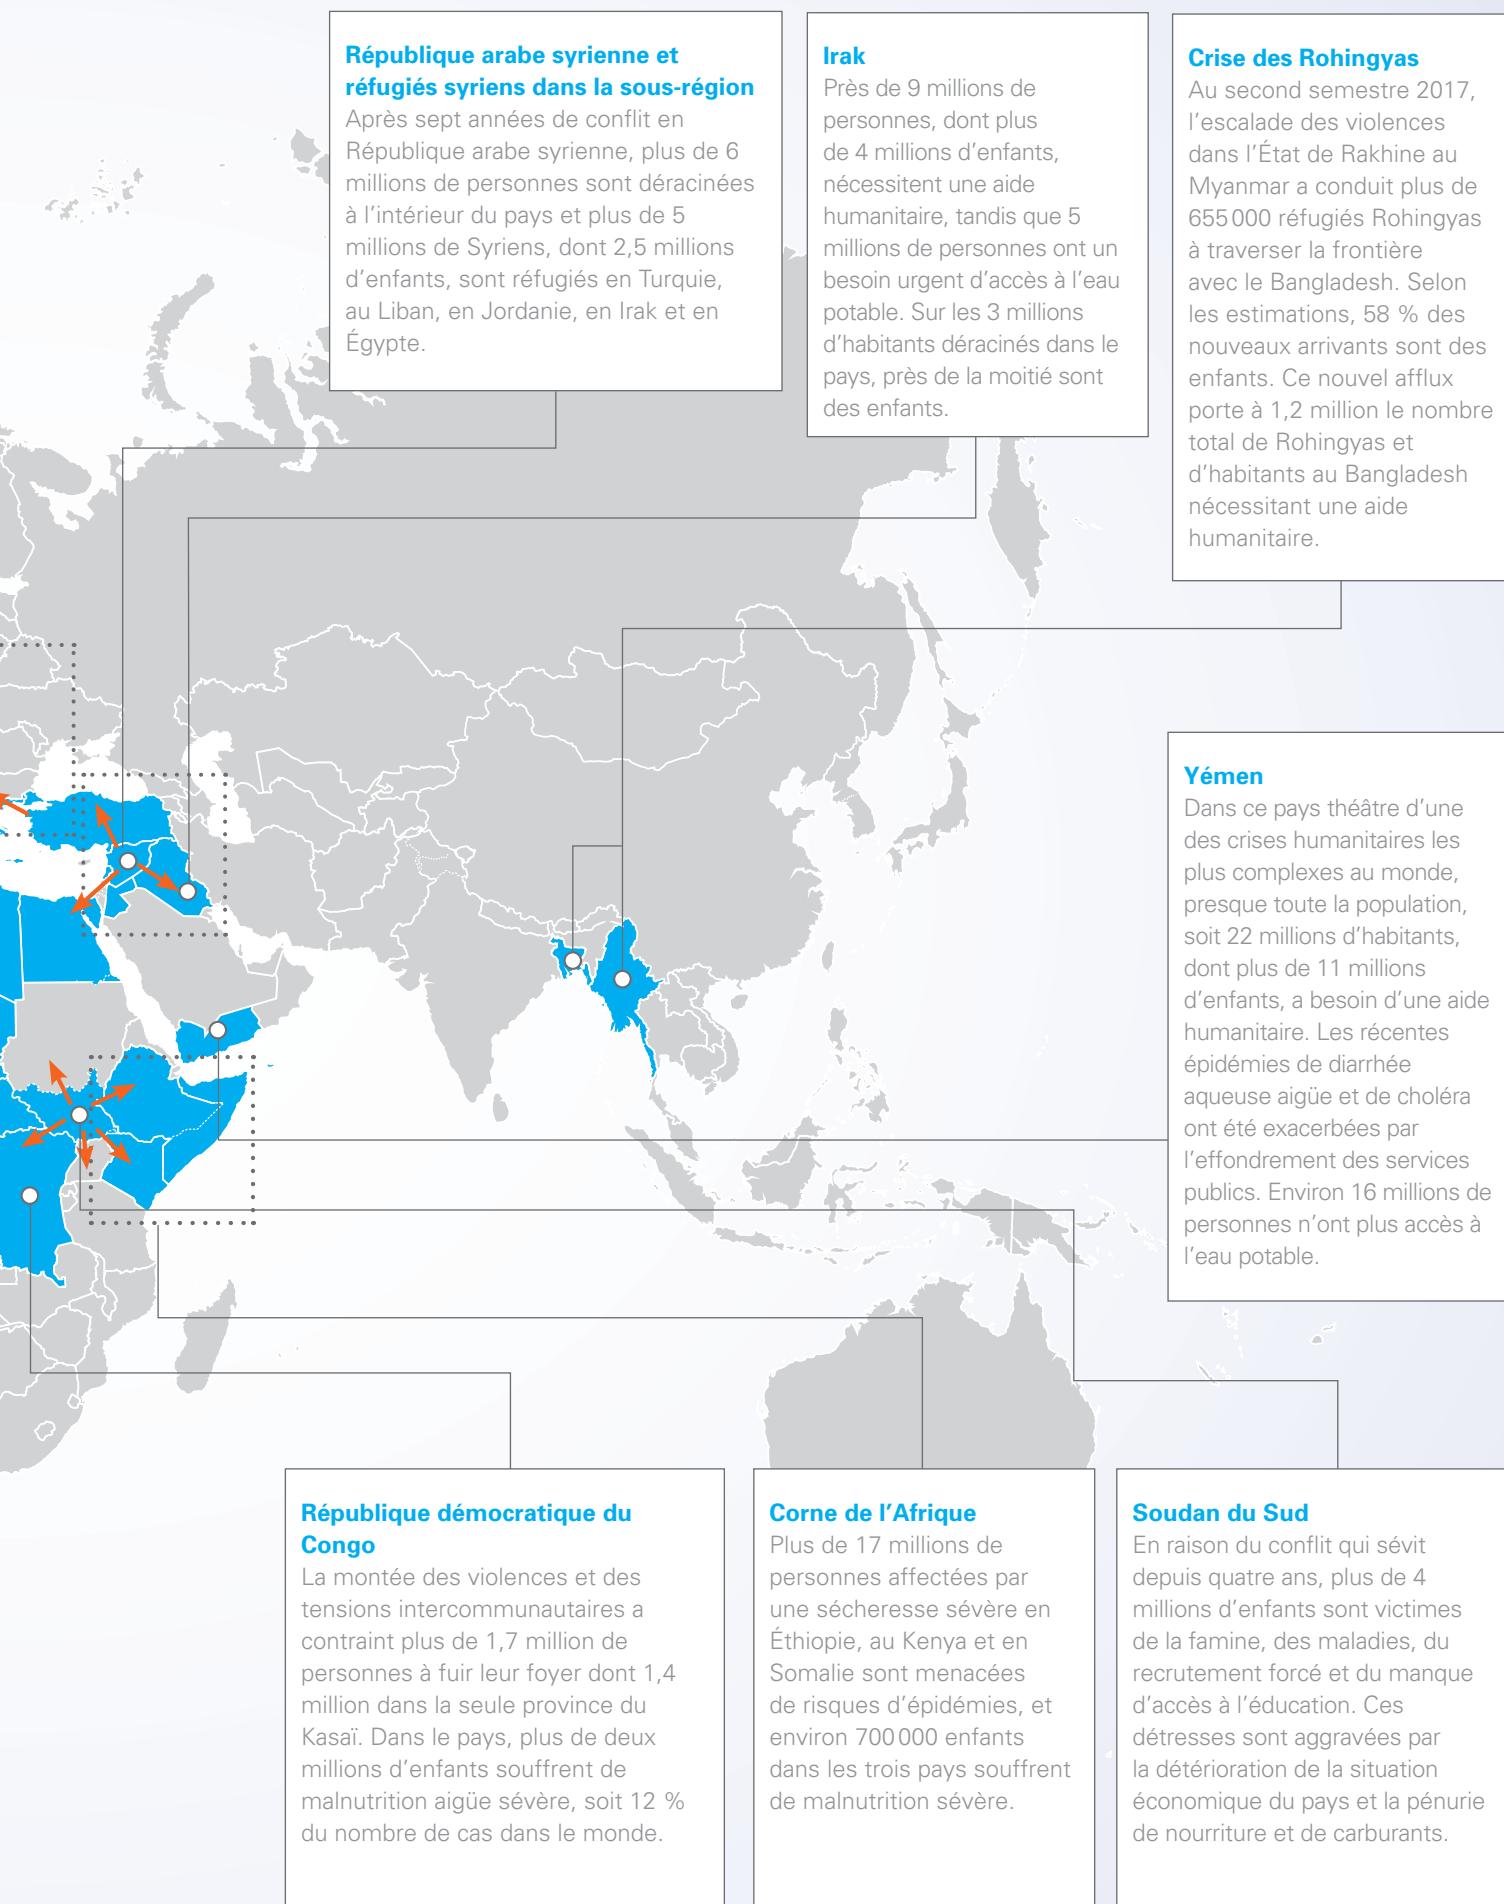 République arabe syrienne et
réfugiés syriens dans la sous-région
Après sept années de conflit en
République arabe syrienne, plus de 6
millions de personnes sont déracinées
à l'intérieur du pays et plus de 5
millions de Syriens, dont 2,5 millions
d'enfants, sont réfugiés en Turquie,
au Liban, en Jordanie, en Irak et en
Égypte.
Irak
Près de 9 millions de
personnes, dont plus
de 4 millions d'enfants,
nécessitent une aide
humanitaire, tandis que 5
millions de personnes ont un
besoin urgent d'accès à l'eau
potable. Sur les 3 millions
d'habitants déracinés dans le
pays, près de la moitié sont
des enfants.
Crise des Rohingyas
Au second semestre 2017,
l'escalade des violences
dans l'État de Rakhine au
Myanmar a conduit plus de
655 000 réfugiés Rohingyas
à traverser la frontière
avec le Bangladesh. Selon
les estimations, 58 % des
nouveaux arrivants sont des
enfants. Ce nouvel afflux
porte à 1,2 million le nombre
total de Rohingyas et
d'habitants au Bangladesh
nécessitant une aide
humanitaire.
Yémen
Dans ce pays théâtre d'une
des crises humanitaires les
plus complexes au monde,
presque toute la population,
soit 22 millions d'habitants,
dont plus de 11 millions
d'enfants, a besoin d'une aide
humanitaire. Les récentes
épidémies de diarrhée
aqueuse aigüe et de choléra
ont été exacerbées par
l'effondrement des services
publics. Environ 16 millions de
personnes n'ont plus accès à
l'eau potable.
République démocratique du
Congo
La montée des violences et des
tensions intercommunautaires a
contraint plus de 1,7 million de
personnes à fuir leur foyer dont 1,4
million dans la seule province du
Kasaï. Dans le pays, plus de deux
millions d'enfants souffrent de
malnutrition aigüe sévère, soit 12 %
du nombre de cas dans le monde.
Corne de l'Afrique
Plus de 17 millions de
personnes affectées par
une sécheresse sévère en
Éthiopie, au Kenya et en
Somalie sont menacées
de risques d'épidémies, et
environ 700 000 enfants
dans les trois pays souffrent
de malnutrition sévère.
Soudan du Sud
En raison du conflit qui sévit
depuis quatre ans, plus de 4
millions d'enfants sont victimes
de la famine, des maladies, du
recrutement forcé et du manque
d'accès à l'éducation. Ces
détresses sont aggravées par
la détérioration de la situation
économique du pays et la pénurie
de nourriture et de carburants.